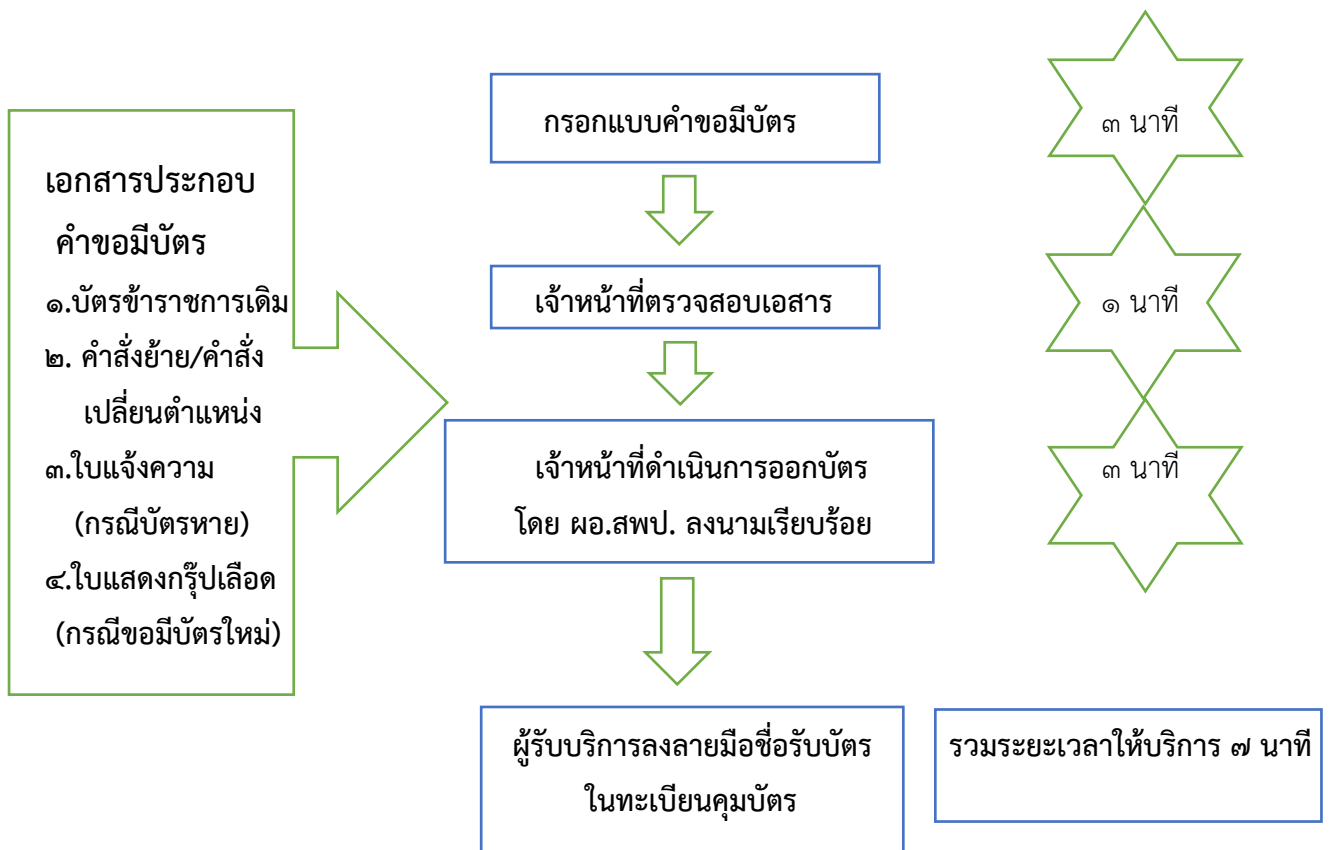 เอกสารประกอบ
คำขอมีบัตร
๑.บัตรข้าราชการเดิม
๒. คำสั่งย้าย/คำสั่ง
เปลี่ยนตำแหน่ง
๓.ใบแจ้งความ
(กรณีบัตรหาย)
๔.ใบแสดงกรุ๊ปเลือด
(กรณีขอมีบัตรใหม่)
กรอกแบบคำขอมีบัตร
๓ นาที
เจ้าหน้าที่ตรวจสอบเอสาร
๑ นาที
เจ้าหน้าที่ดำเนินการออกบัตร
โดย ผอ.สพป. ลงนามเรียบร้อย
๓ นาที
ผู้รับบริการลงลายมือชื่อรับบัตร
ในทะเบียนคุมบัตร
รวมระยะเวลาให้บริการ ๗ นาที